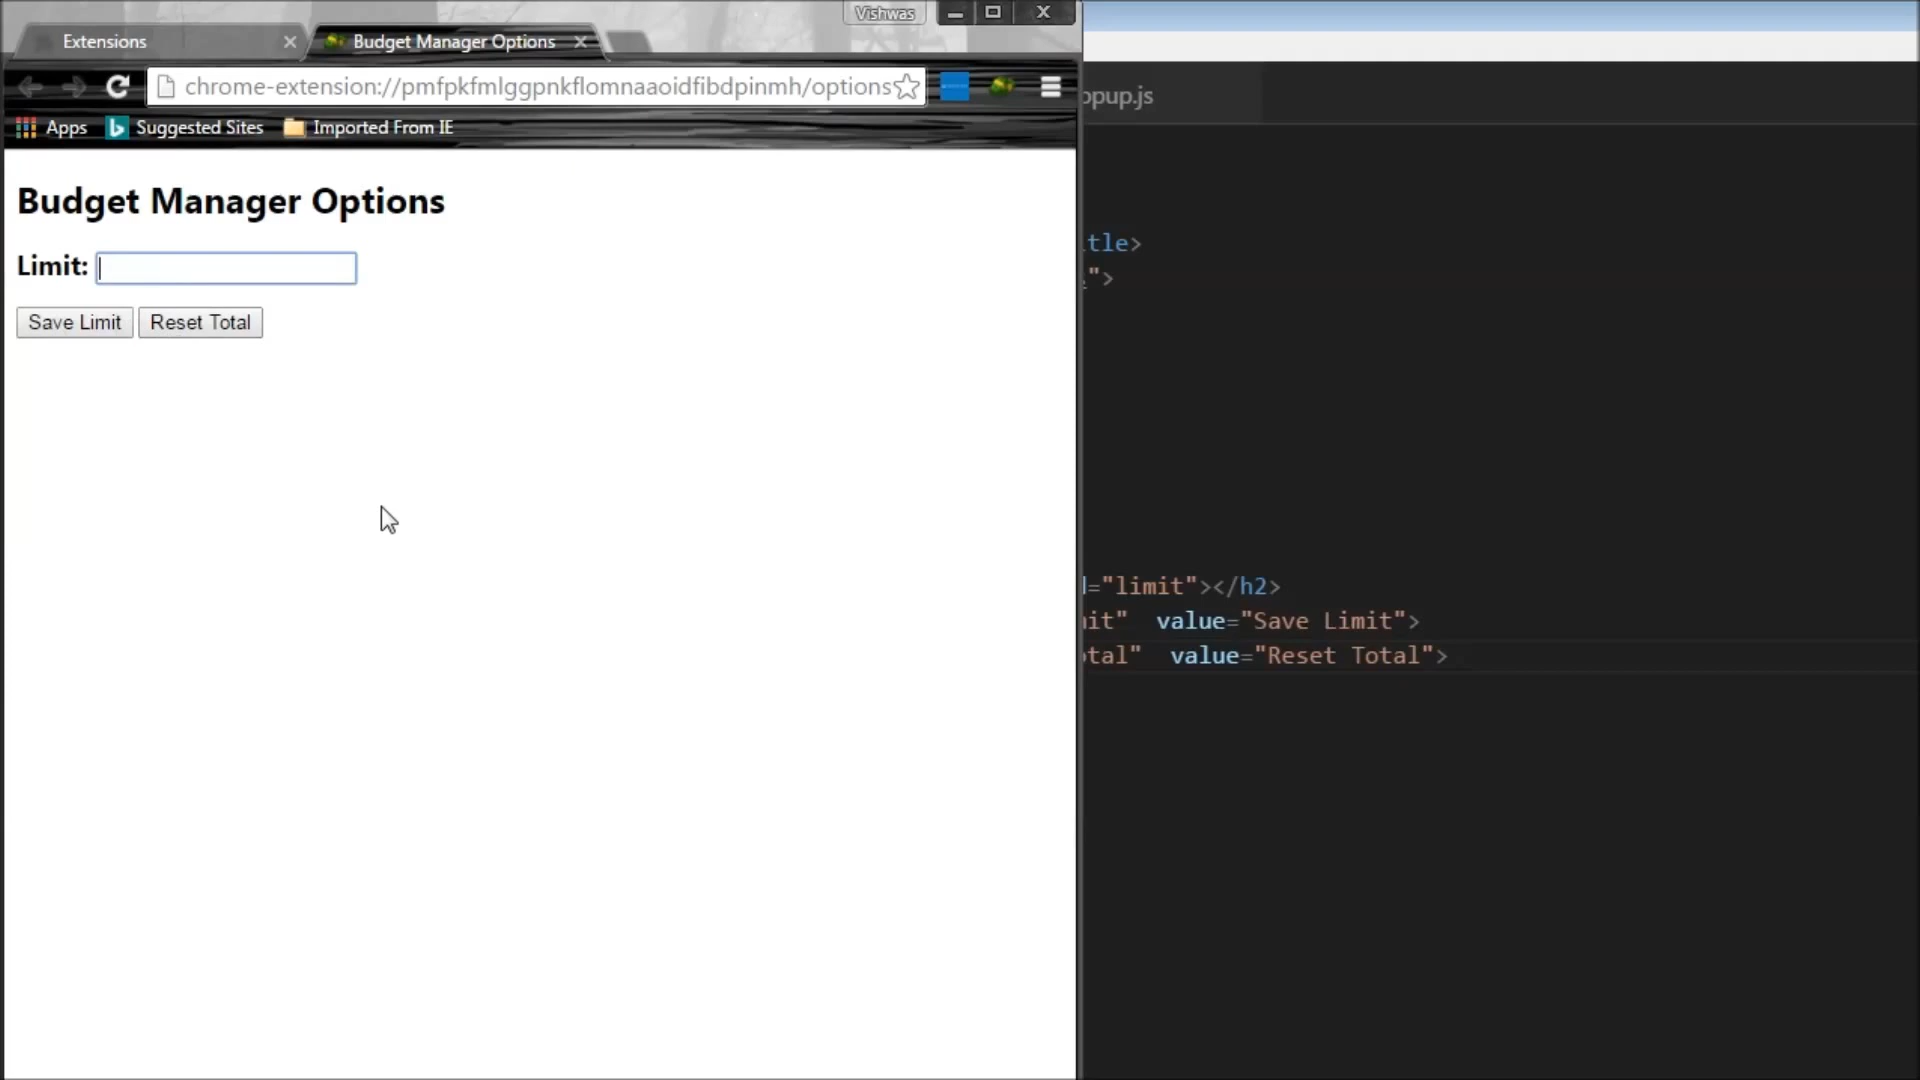 Vishwas
Extensions
Budget Manager Options
chrome-extension://pmfpkfmlggpnkflomnaaoidfibdpinmh/options
Apps
Suggested Sites
Imported From IE
Budget Manager Options
Limit:
Save Limit
Reset Total
opup.js
tle>
">
="limit"></h2>
it" value="Save Limit">
tal" value="Reset Total">